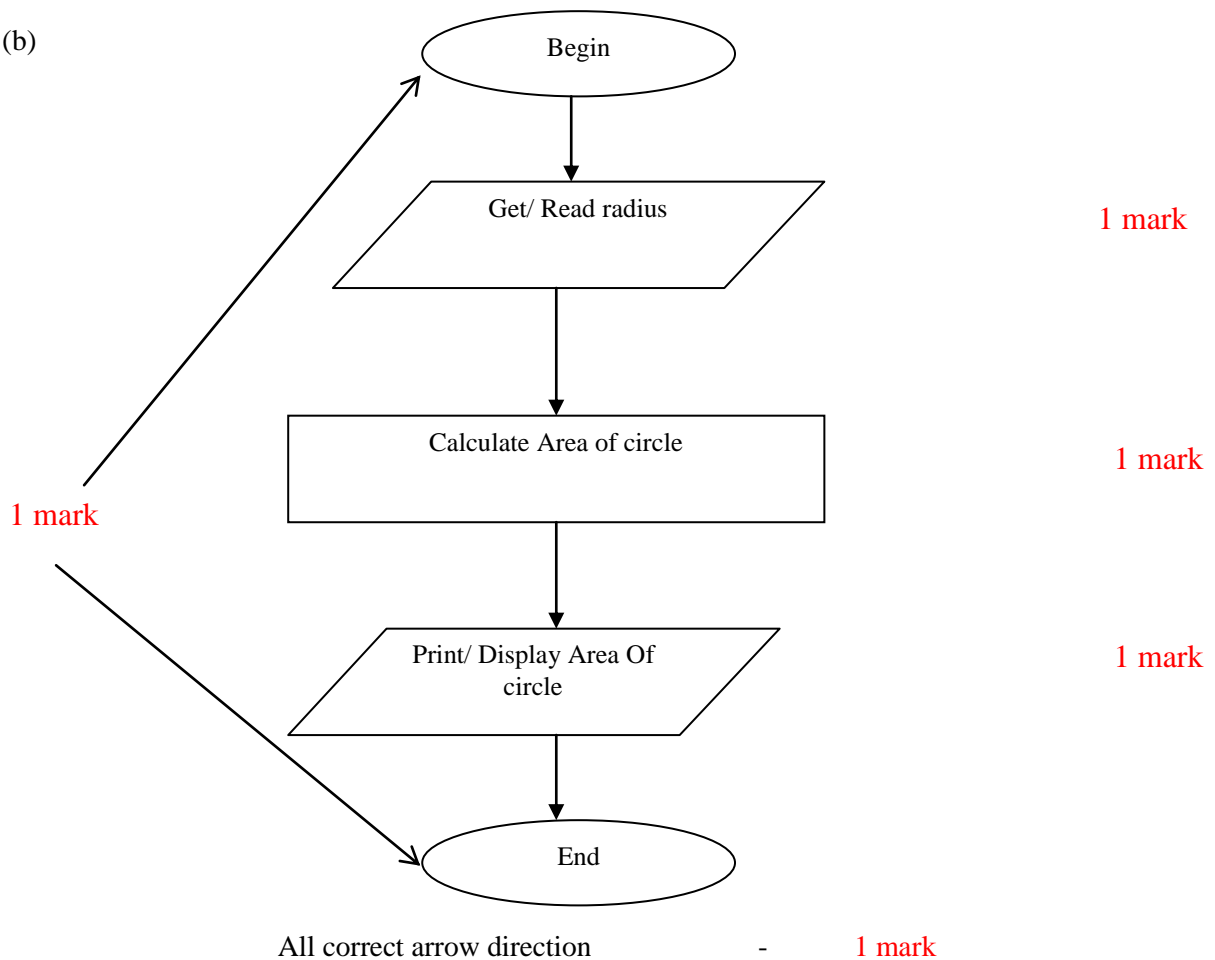 (b)
Begin
Get/ Read radius
1 mark
Calculate Area of circle
1 mark
1 mark
Print/ Display Area Of
circle
1 mark
End
All correct arrow direction - 1 mark